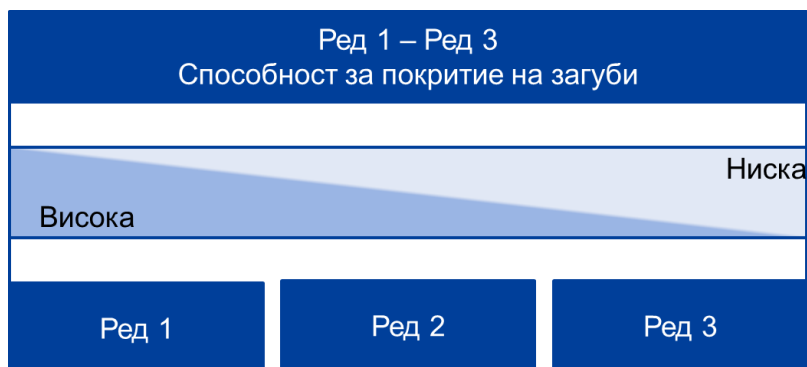 Ред 1 – Ред 3
Способност за покритие на загуби
Ниска
Висока
Ред 1
Ред 2
Ред 3